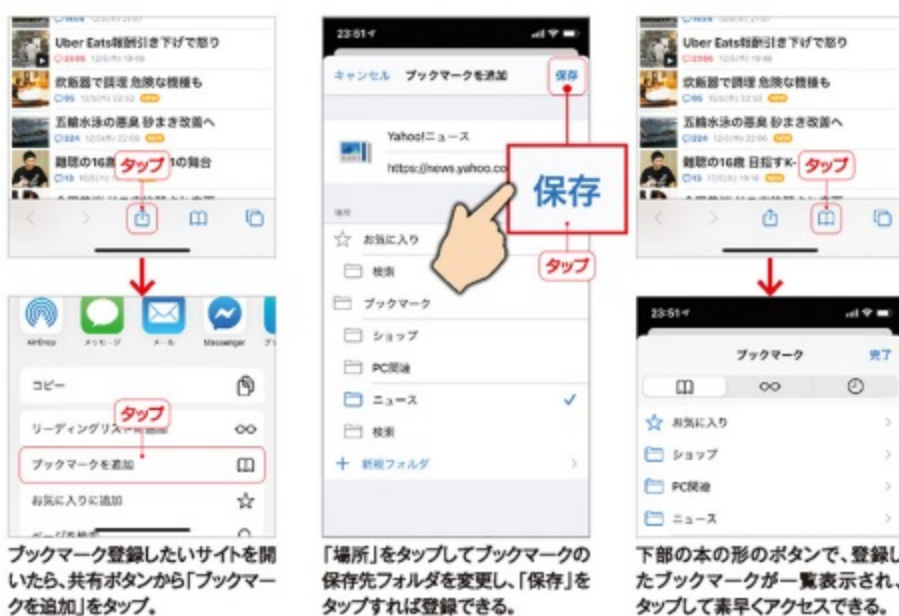 Uber Eats報酬引き下げで怒り
炊飯器で調理 危険な機種も
五輪水泳の悪臭 砂まき改善へ
224
難聴の16歳
タップ
の舞台
13
AirDrop
メッセージ
メール
Messenger
コピー
タップ
リーディングリスト
ブックマークを追加
お気に入りに追加
ブックマーク登録したいサイトを開
いたら、共有ボタンから「ブックマー
クを追加」をタップ。
23:51
キャンセル ブックマークを追加 保存
Yahoo!ニュース
https://news.yahoo.co
保存
タップ
場所
お気に入り
検索
ブックマーク
ショップ
PC関連
ニュース
検索
新規フォルダ
「場所」をタップしてブックマークの
保存先フォルダを変更し、「保存」を
タップすれば登録できる。
Uber Eats報酬引き下げで怒り
炊飯器で調理 危険な機種も
五輪水泳の悪臭 砂まき改善へ
224
難聴の16歳 目指すK-
タップ
13
23:51
ブックマーク 完了
お気に入り
ショップ
PC関連
ニュース
下部の本の形のボタンで、登録し
たブックマークが一覧表示され、
タップして素早くアクセスできる。